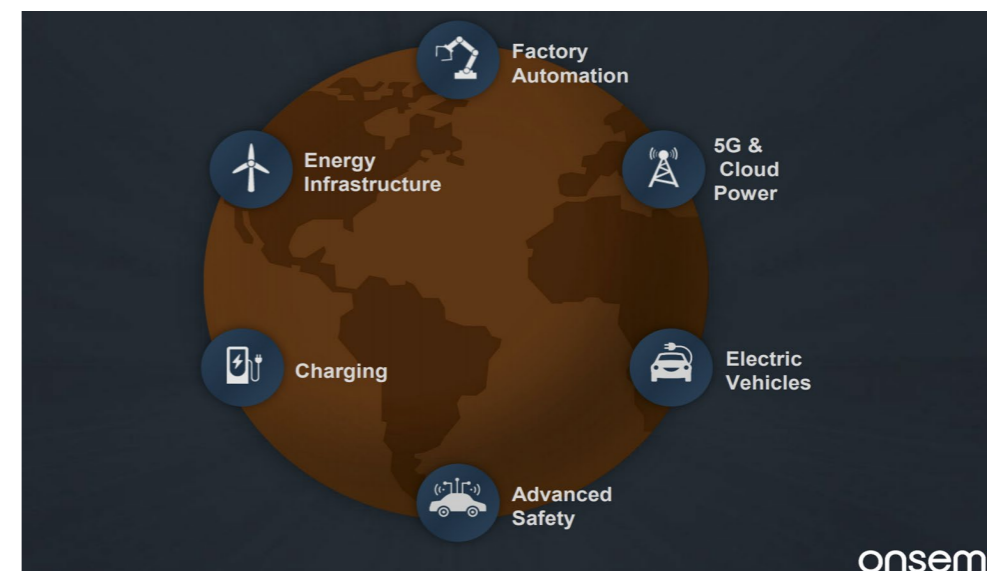 Factory
Automation
5G &
Cloud
Power
Energy
Infrastructure
Electric
Vehicles
Charging
Advanced
Safety
onsem